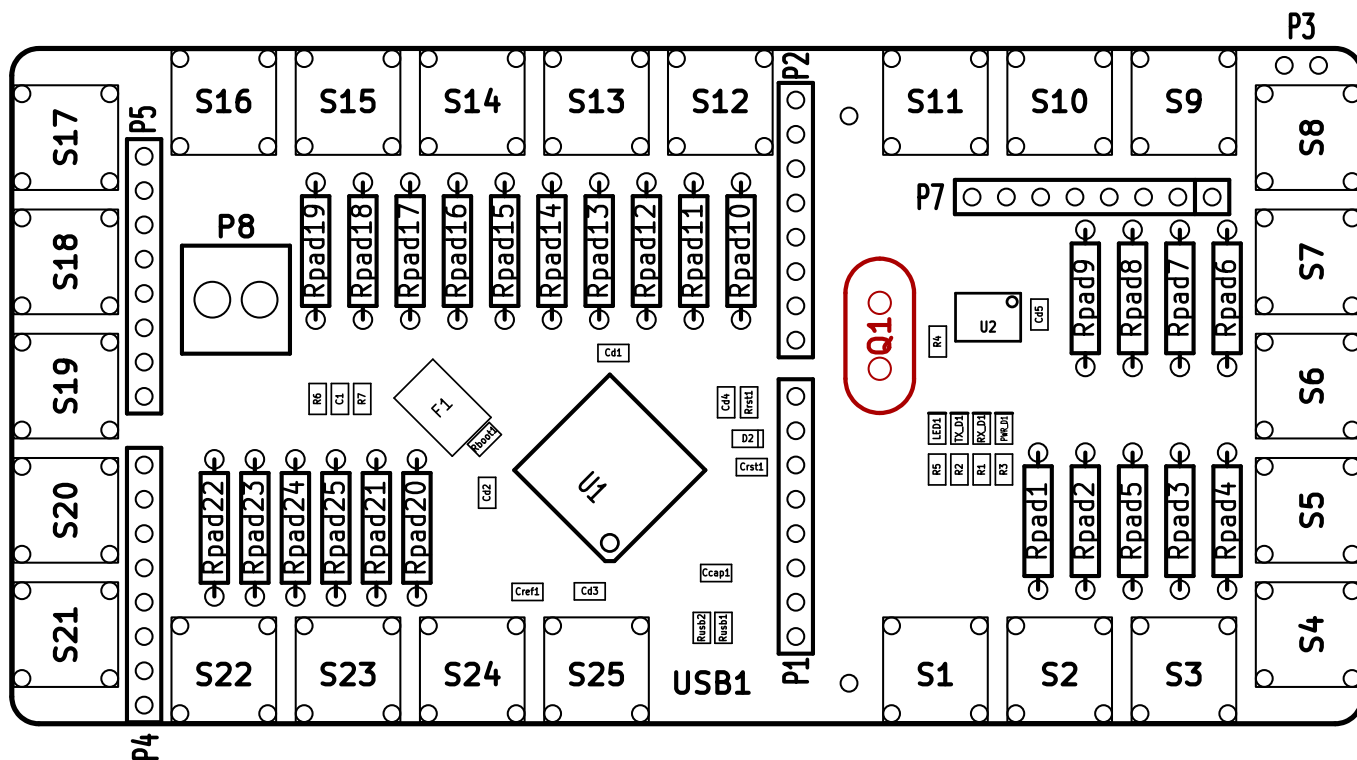 P3
S16
S15
S14
S13
S12
P2
S11
S10
S9
S17
P5
S8
P7
P8
Rpad19
Rpad18
Rpad17
Rpad16
Rpad15
Rpad14
Rpad13
Rpad12
Rpad11
Rpad10
Rpad9
Rpad8
Rpad7
Rpad6
S18
S7
Q1
U2
Cd5
R4
Cd1
S19
R6
C1
R7
F1
Rboot1
Cd4
Rrst1
D2
Crst1
LED1
TX_D1
RX_D1
PWR_D1
R5
R2
R1
R3
S6
S20
Rpad22
Rpad23
Rpad24
Rpad25
Rpad21
Rpad20
Cd2
U1
Rpad1
Rpad2
Rpad5
Rpad3
Rpad4
S5
Ccap1
Cref1
Cd3
Rusb2
Rusb1
S21
S4
S22
S23
S24
S25
USB1
P1
S1
S2
S3
P4